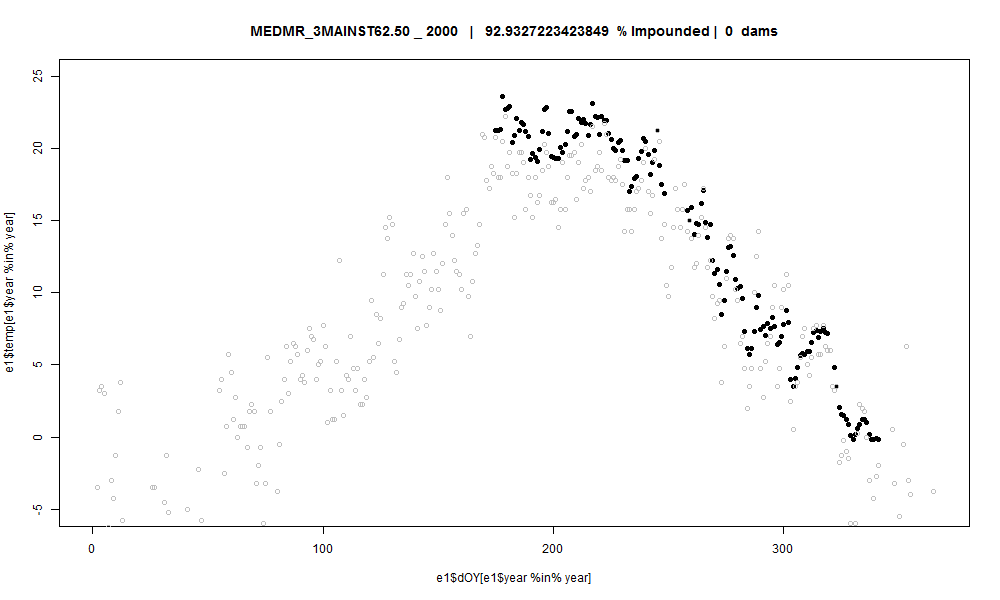 MEDMR_3MAINST62.50 _ 2000 | 92.9327223423849 % Impounded | 0 dams
25
20
15
10
5
0
-5
e1$temp[e1$year %in% year]
0 100 200 300
e1$dOY[e1$year %in% year]